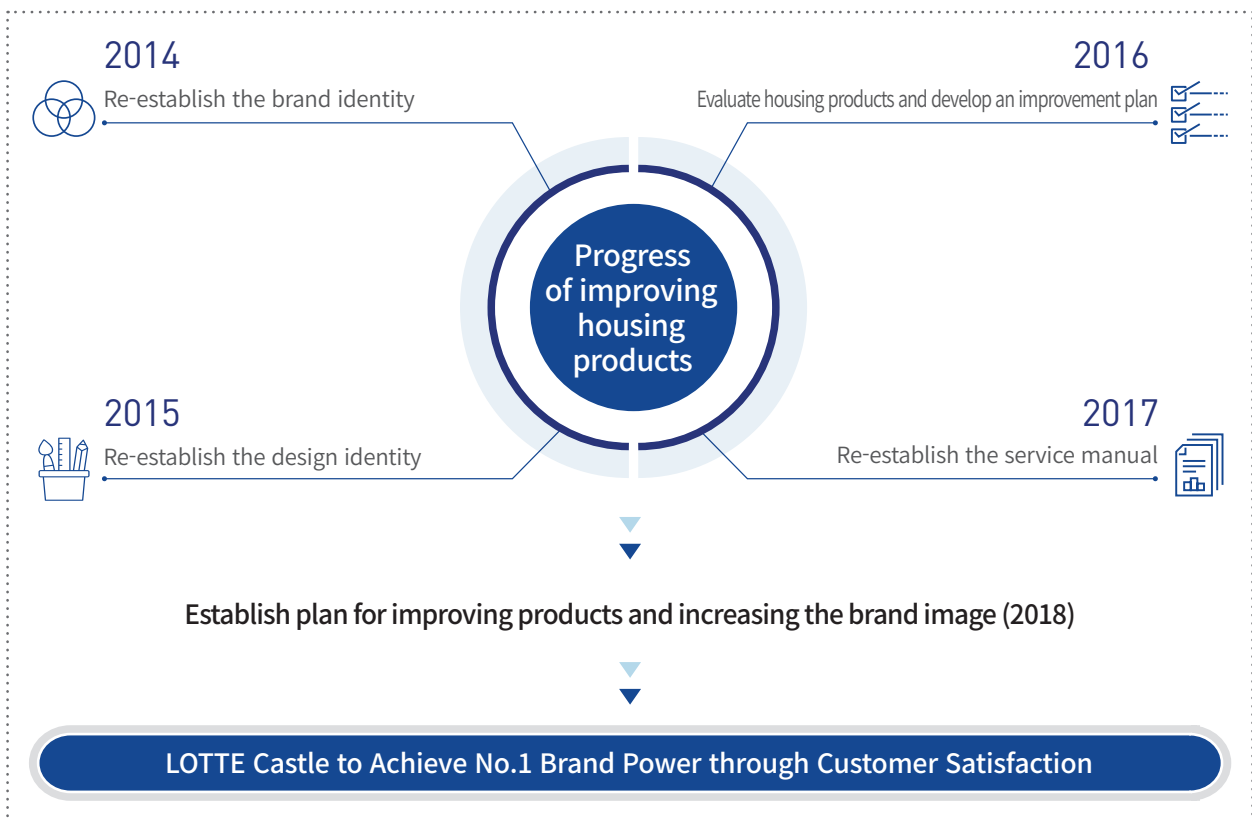 2014
Re-establish the brand identity
2016
Evaluate housing products and develop an improvement plan
Progress
of improving
housing
products
2015
Re-establish the design identity
2017
Re-establish the service manual
Establish plan for improving products and increasing the brand image (2018)
LOTTE Castle to Achieve No.1 Brand Power through Customer Satisfaction